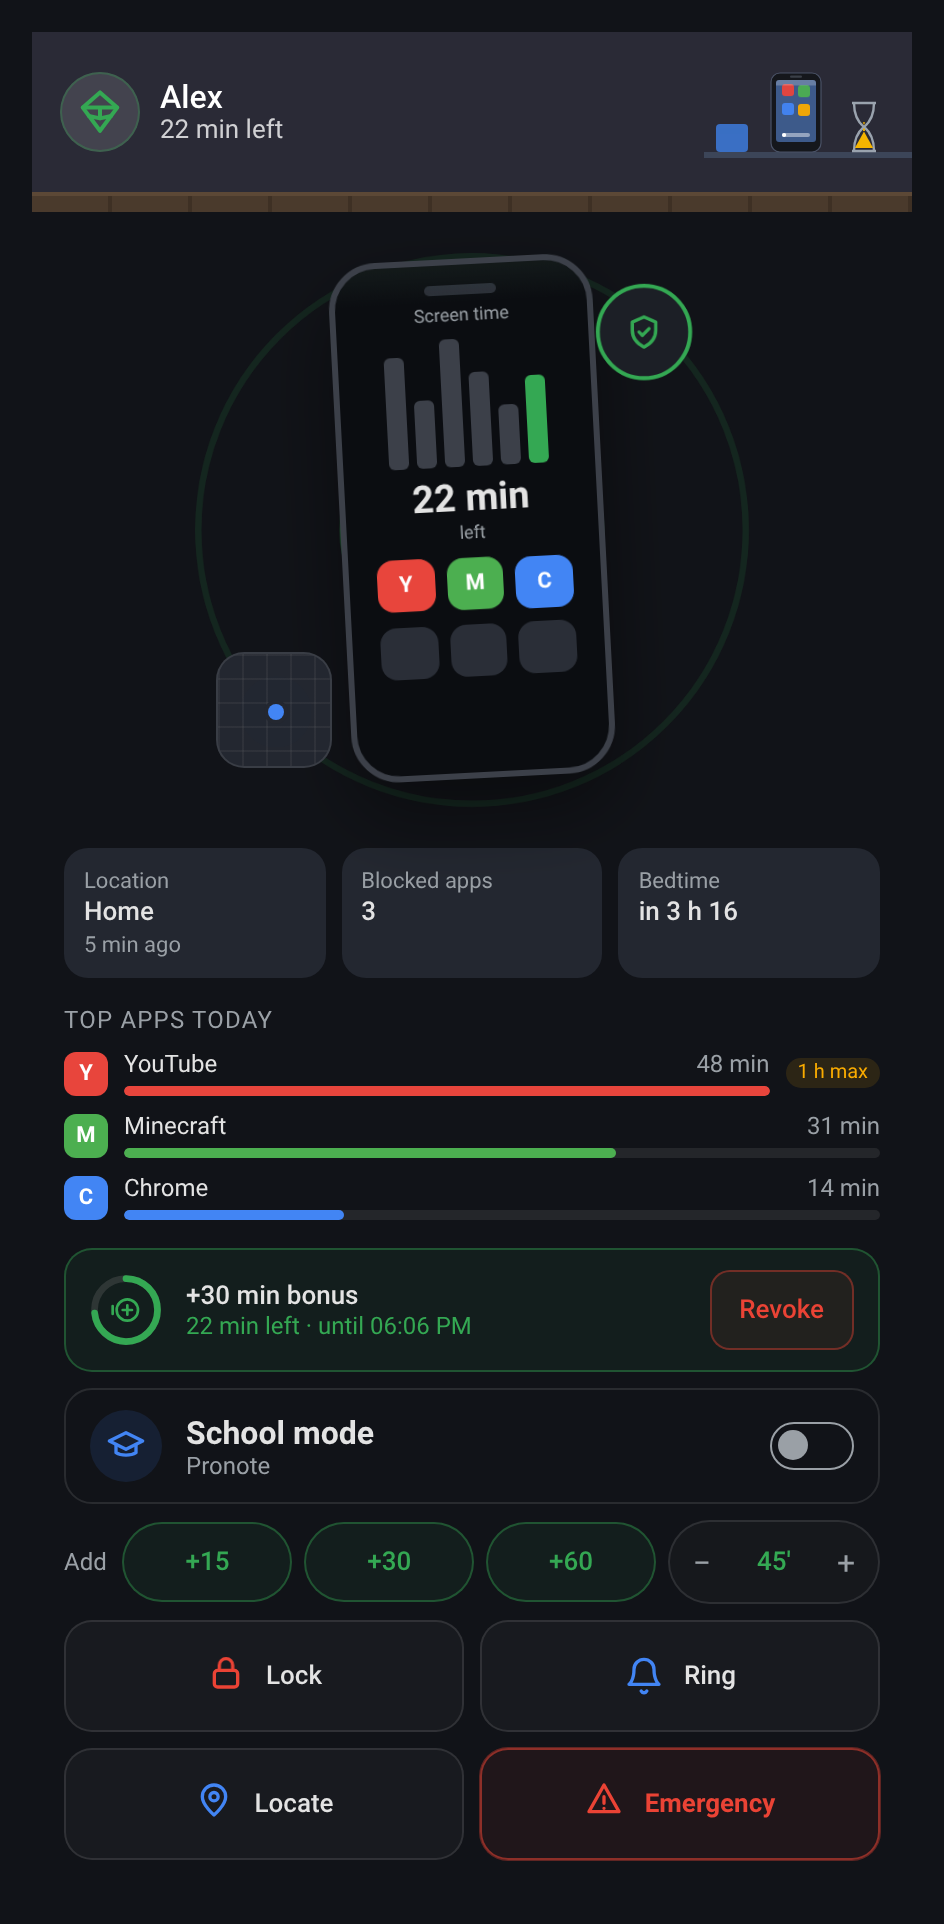 Alex
22 min left
Screen time
22 min
left
Y M C
Location
Home
5 min ago
Blocked apps
3
Bedtime
in 3 h 16
TOP APPS TODAY
Y YouTube 48 min 1 h max
M Minecraft 31 min
C Chrome 14 min
+30 min bonus
22 min left · until 06:06 PM
Revoke
School mode
Pronote
Add +15 +30 +60 − 45' +
Lock
Ring
Locate
Emergency